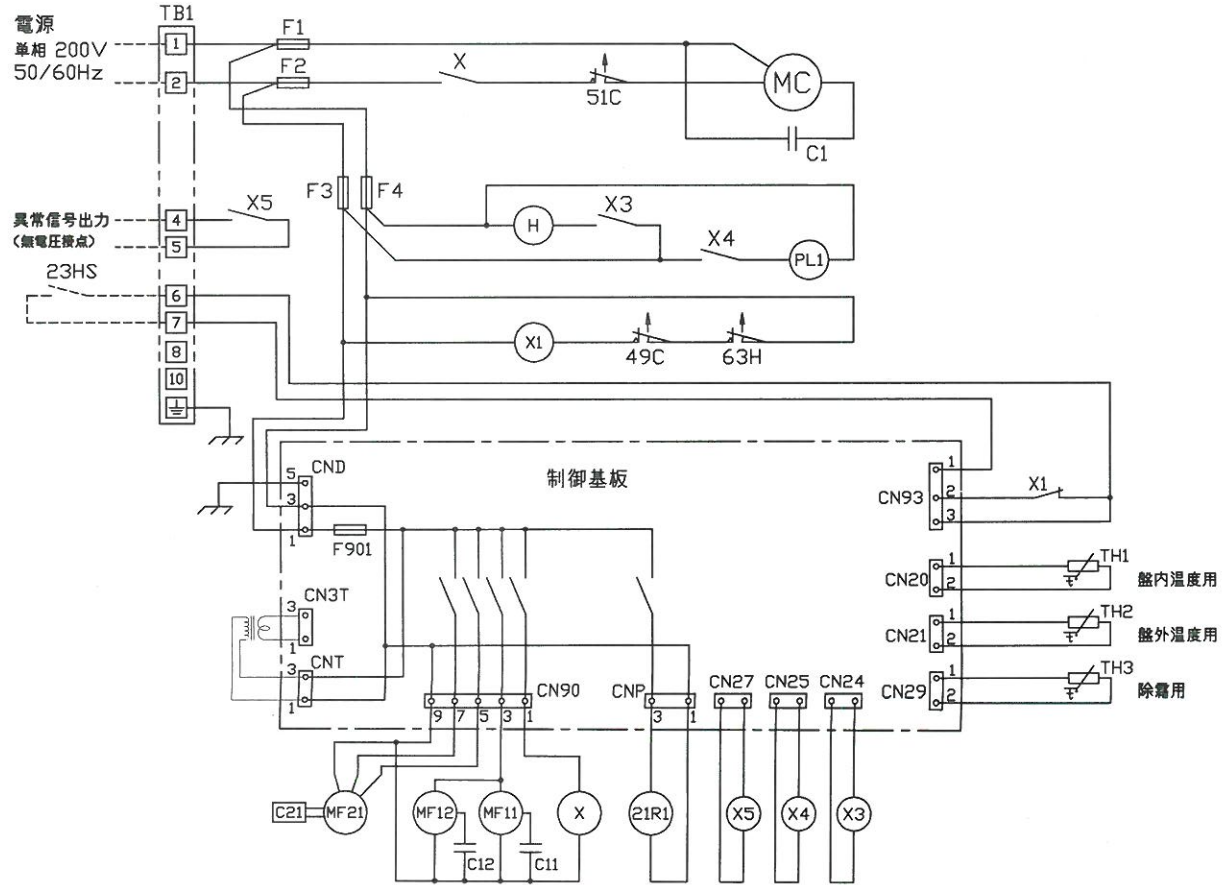 電源
単相 200V
50/60Hz
TB1
1
2
F1
F2
X
51C
MC
C1
F3
F4
X5
異常信号出力
(無電圧接点)
4
5
H
X3
X4
PL1
23HS
6
7
8
10
X1
49C
63H
制御基板
5
CND
3
1
F901
CN93
1
2
3
X1
CN20
1
2
TH1
盤内温度用
CN21
1
2
TH2
盤外温度用
CN29
1
2
TH3
除霜用
3
CN3T
1
3
CNT
1
CN90
9
7
5
3
1
CNP
3
1
CN27
CN25
CN24
C21
MF21
MF12
C12
MF11
C11
X
21R1
X5
X4
X3